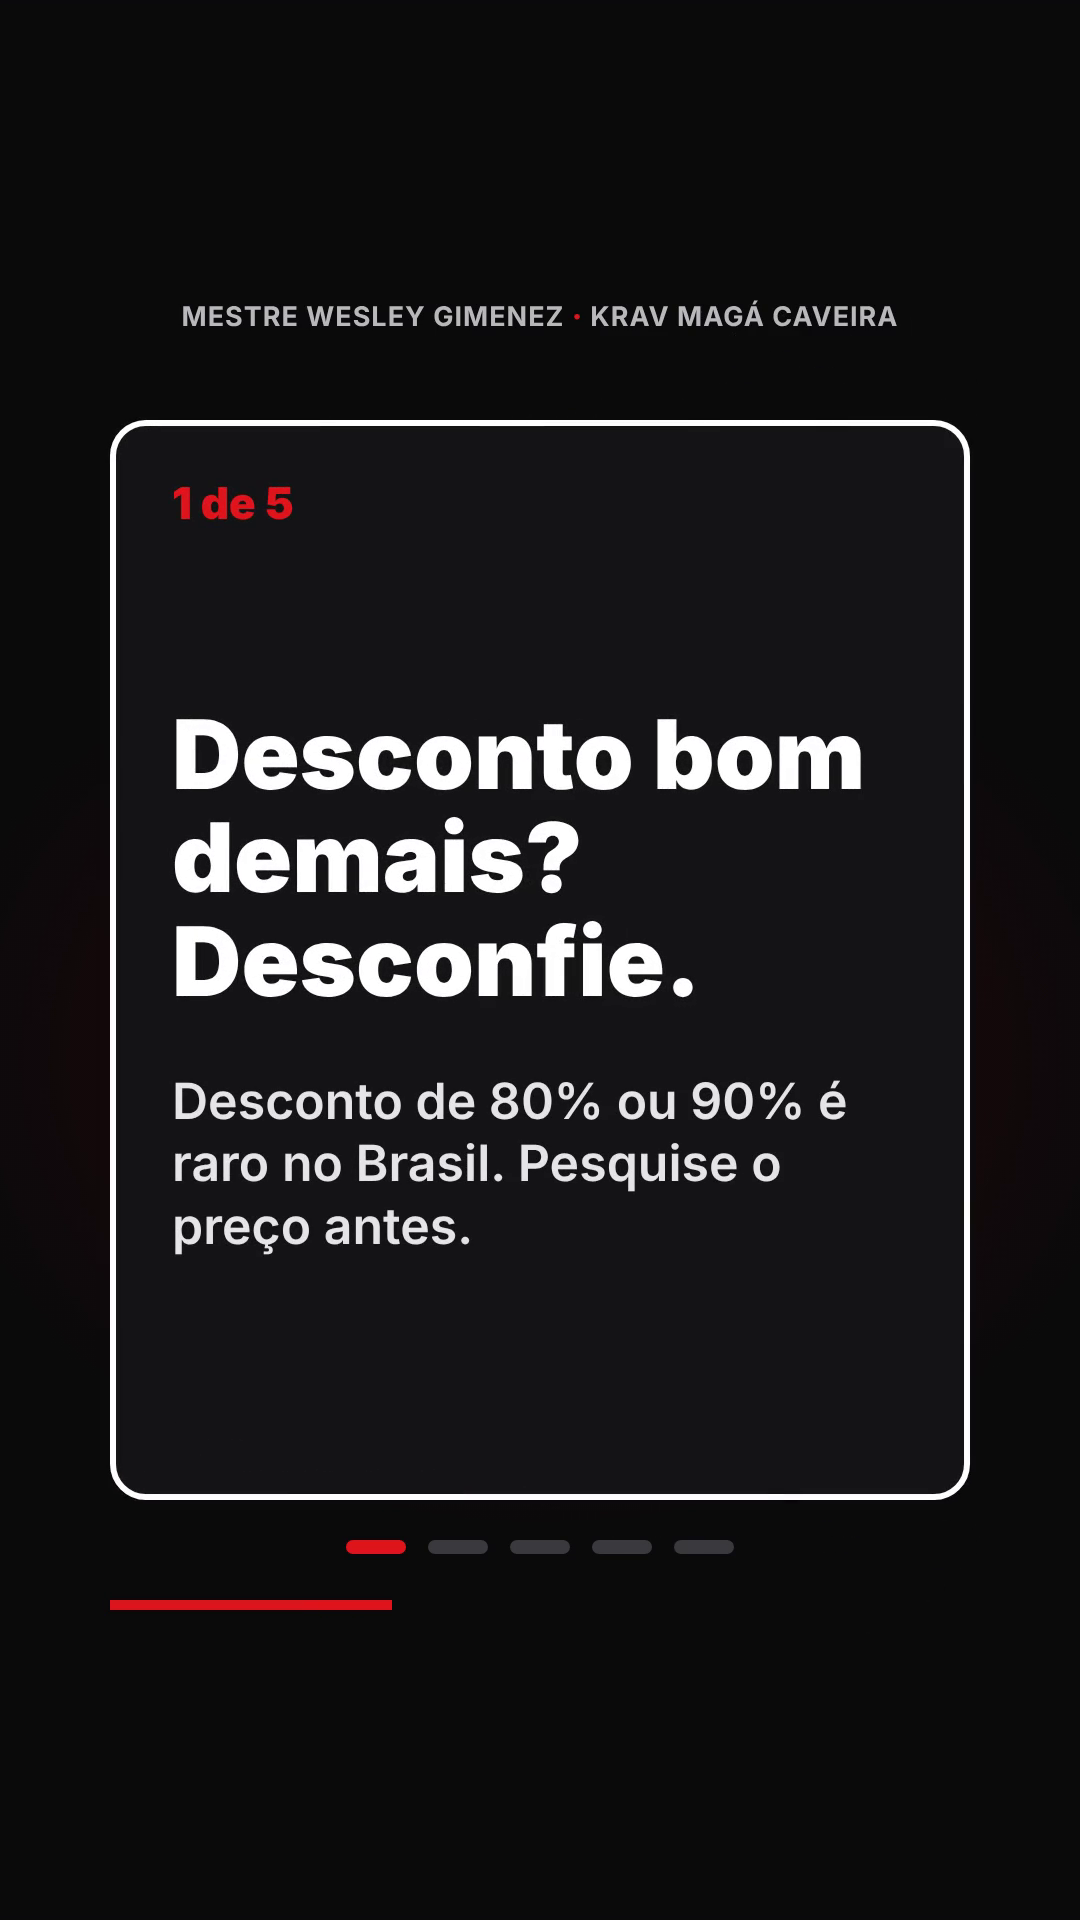 MESTRE WESLEY GIMENEZ · KRAV MAGÁ CAVEIRA
1 de 5
Desconto bom
demais?
Desconfie.
Desconto de 80% ou 90% é
raro no Brasil. Pesquise o
preço antes.